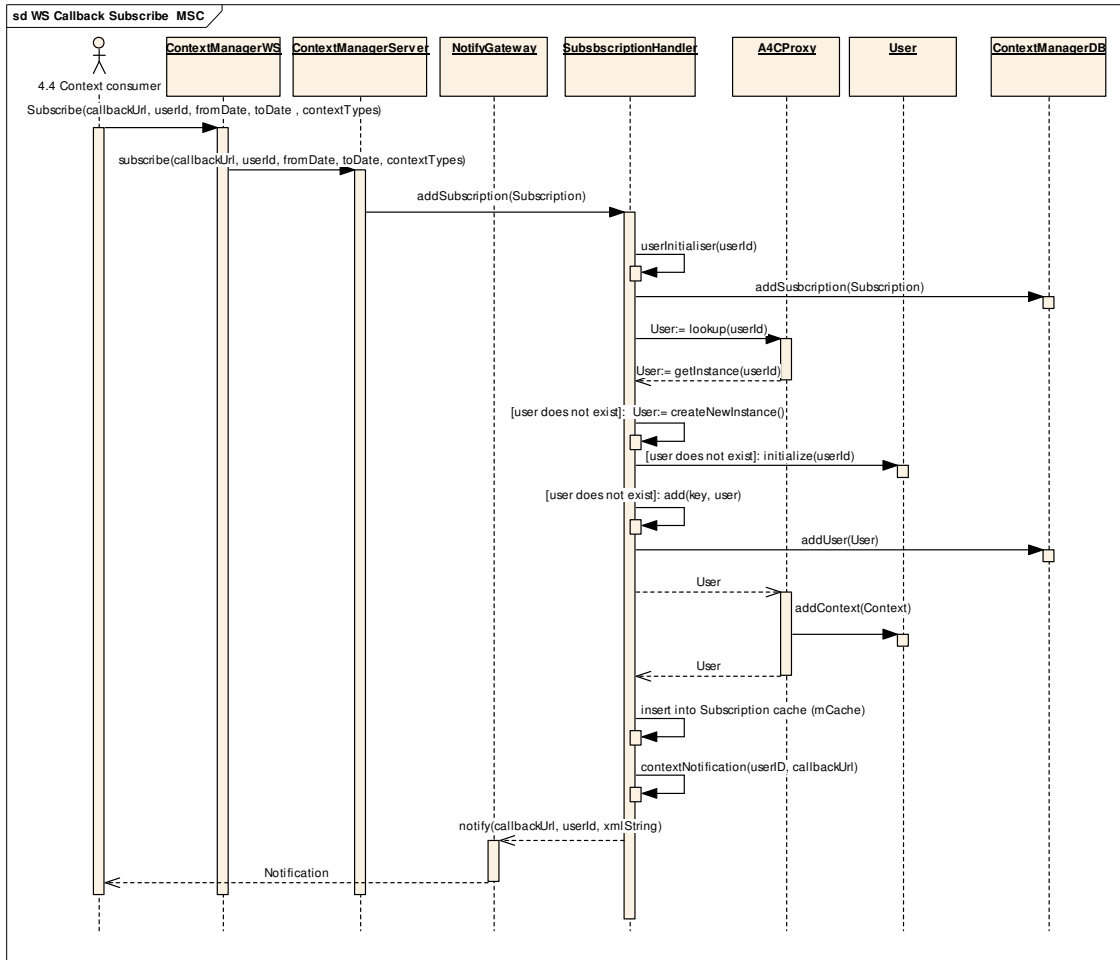 sd WS Callback Subscribe MSC
ContextManagerWS
ContextManagerServer
NotifyGateway
SubsbscriptionHandler
A4CProxy
User
ContextManagerDB
4.4 Context consumer
Subscribe(callbackUrl, userId, fromDate, toDate , contextTypes)
subscribe(callbackUrl, userId, fromDate, toDate, contextTypes)
addSubscription(Subscription)
userInitialiser(userId)
addSusbcription(Subscription)
User:= lookup(userId)
User:= getInstance(userId)
[user does not exist]: User:= createNewInstance()
[user does not exist]: initialize(userId)
[user does not exist]: add(key, user)
addUser(User)
User
addContext(Context)
User
insert into Subscription cache (mCache)
contextNotification(userID, callbackUrl)
notify(callbackUrl, userId, xmlString)
Notification